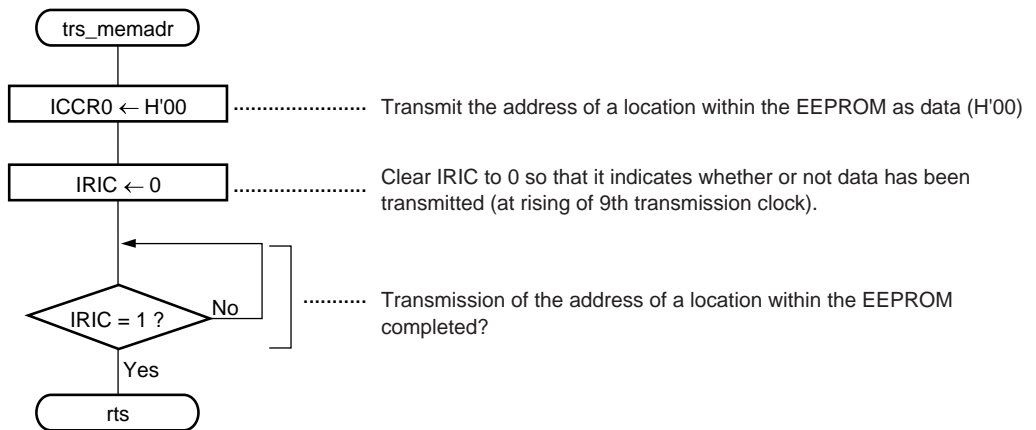 trs_memadr
ICCR0 ← H'00
Transmit the address of a location within the EEPROM as data (H'00)
IRIC ← 0
Clear IRIC to 0 so that it indicates whether or not data has been
transmitted (at rising of 9th transmission clock).
IRIC = 1 ?
No
Transmission of the address of a location within the EEPROM
completed?
Yes
rts